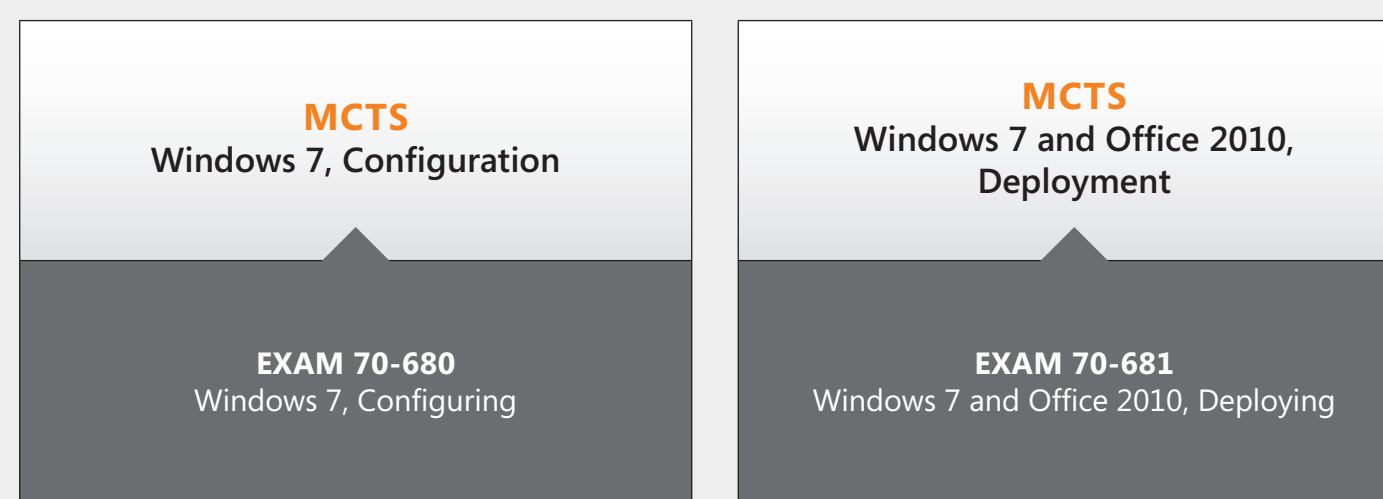 MCTS
Windows 7, Configuration
EXAM 70-680
Windows 7, Configuring
MCTS
Windows 7 and Office 2010,
Deployment
EXAM 70-681
Windows 7 and Office 2010, Deploying